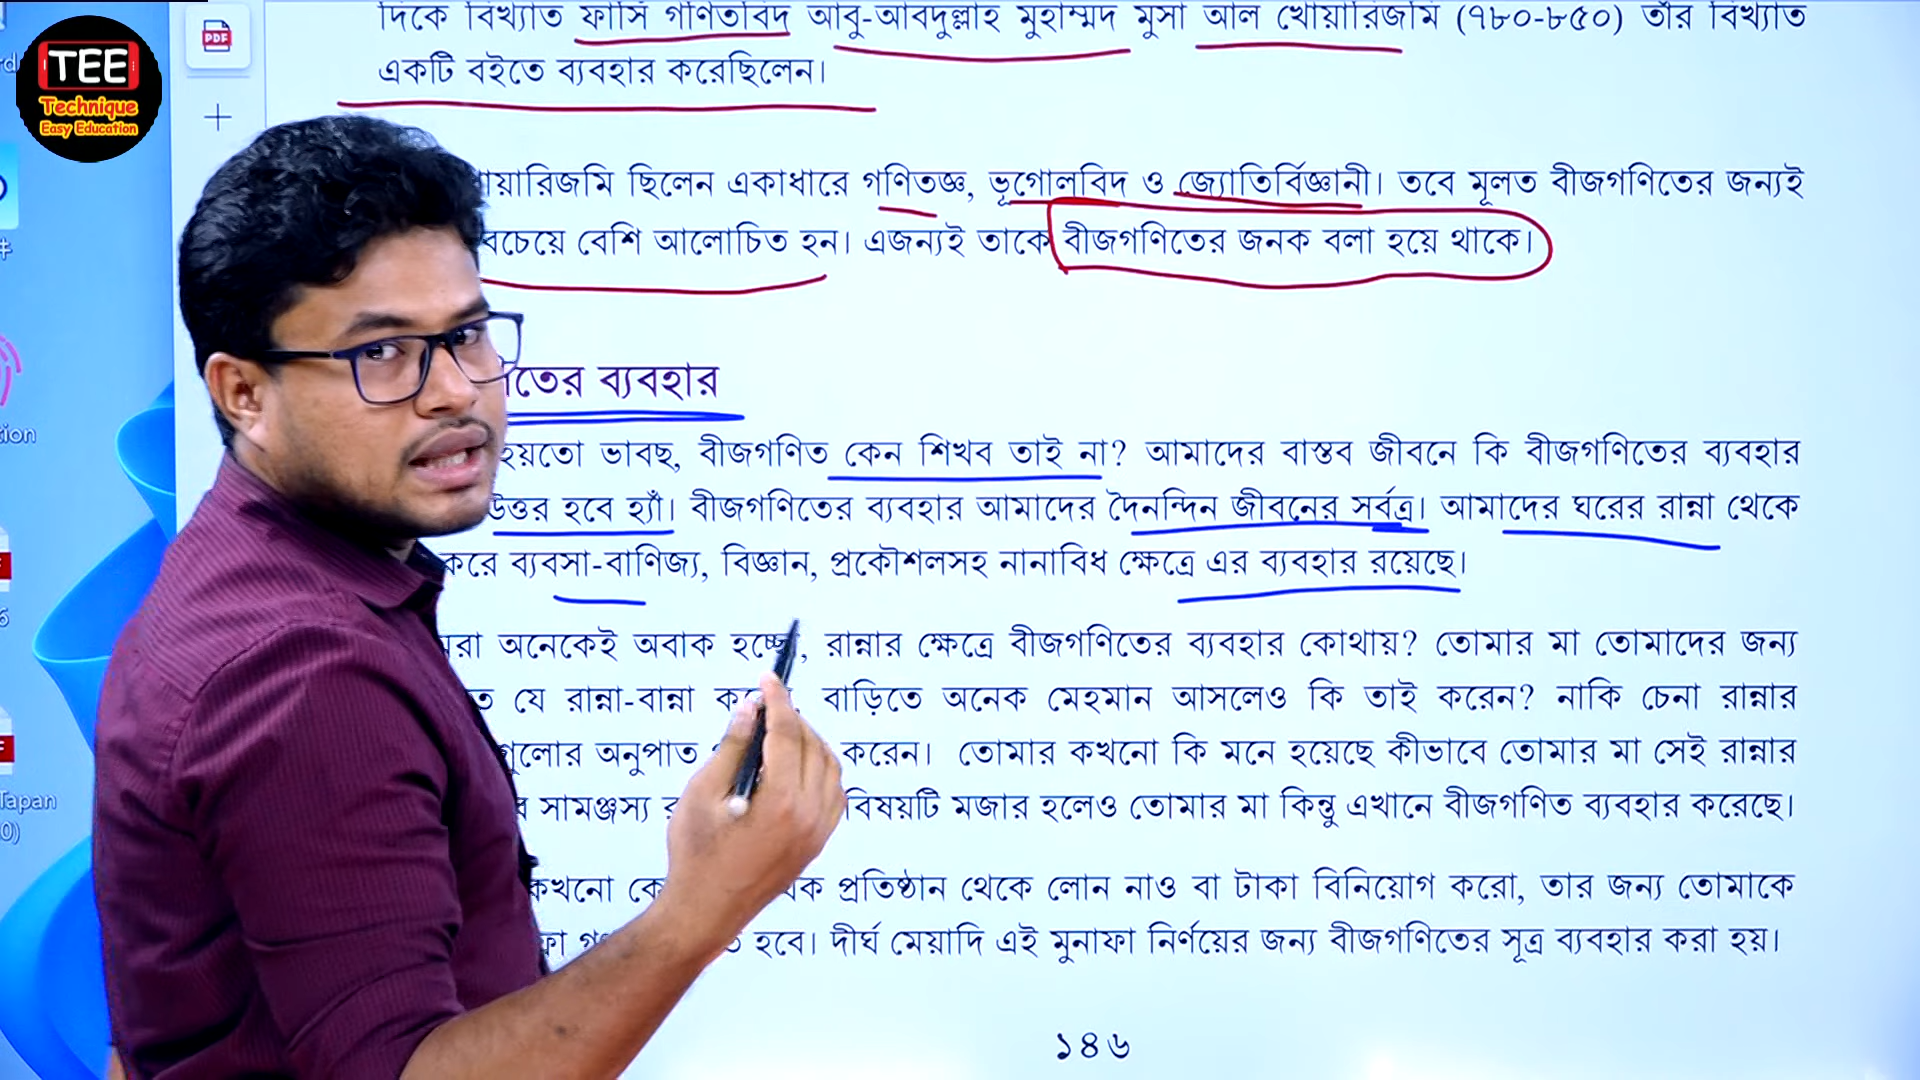 TEE
Technique
Easy Education
PDF
দিকে বিখ্যাত ফার্সি গণিতবিদ আবু-আবদুল্লাহ মুহাম্মদ মুসা আল খোয়ারিজমি (৭৮০-৮৫০) তাঁর বিখ্যাত
একটি বইতে ব্যবহার করেছিলেন।
ছিলেন একাধারে গণিতজ্ঞ, ভূগোলবিদ ও জ্যোতির্বিজ্ঞানী। তবে মূলত বীজগণিতের জন্যই
বেশি আলোচিত হন। এজন্যই তাকে বীজগণিতের জনক বলা হয়ে থাকে।
ব্যবহার
হয়তো ভাবছ, বীজগণিত কেন শিখব তাই না? আমাদের বাস্তব জীবনে কি বীজগণিতের ব্যবহার
উত্তর হবে হ্যাঁ। বীজগণিতের ব্যবহার আমাদের দৈনন্দিন জীবনের সর্বত্র। আমাদের ঘরের রান্না থেকে
করে ব্যবসা-বাণিজ্য, বিজ্ঞান, প্রকৌশলসহ নানাবিধ ক্ষেত্রে এর ব্যবহার রয়েছে।
অনেকেই অবাক হচ্ছো, রান্নার ক্ষেত্রে বীজগণিতের ব্যবহার কোথায়? তোমার মা তোমাদের জন্য
যে রান্না-বান্না বাড়িতে অনেক মেহমান আসলেও কি তাই করেন? নাকি চেনা রান্নার
অনুপাত করেন। তোমার কখনো কি মনে হয়েছে কীভাবে তোমার মা সেই রান্নার
সামঞ্জস্য বিষয়টি মজার হলেও তোমার মা কিন্তু এখানে বীজগণিত ব্যবহার করেছে।
কখনো প্রতিষ্ঠান থেকে লোন নাও বা টাকা বিনিয়োগ করো, তার জন্য তোমাকে
হবে। দীর্ঘ মেয়াদি এই মুনাফা নির্ণয়ের জন্য বীজগণিতের সূত্র ব্যবহার করা হয়।
১৪৬
Tapan